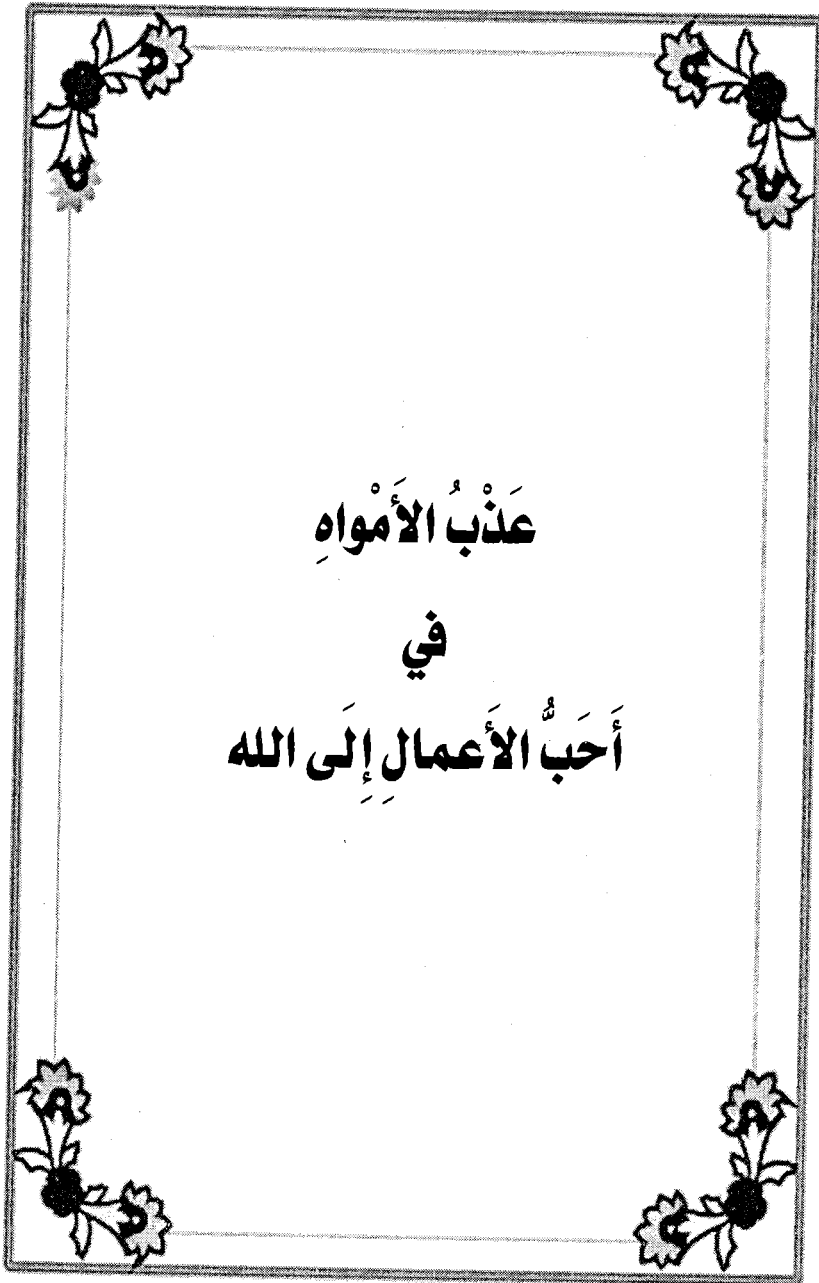 عَذْبُ الأَمْواهِ
في
أَحَبُّ الأَعمالِ إِلَى الله